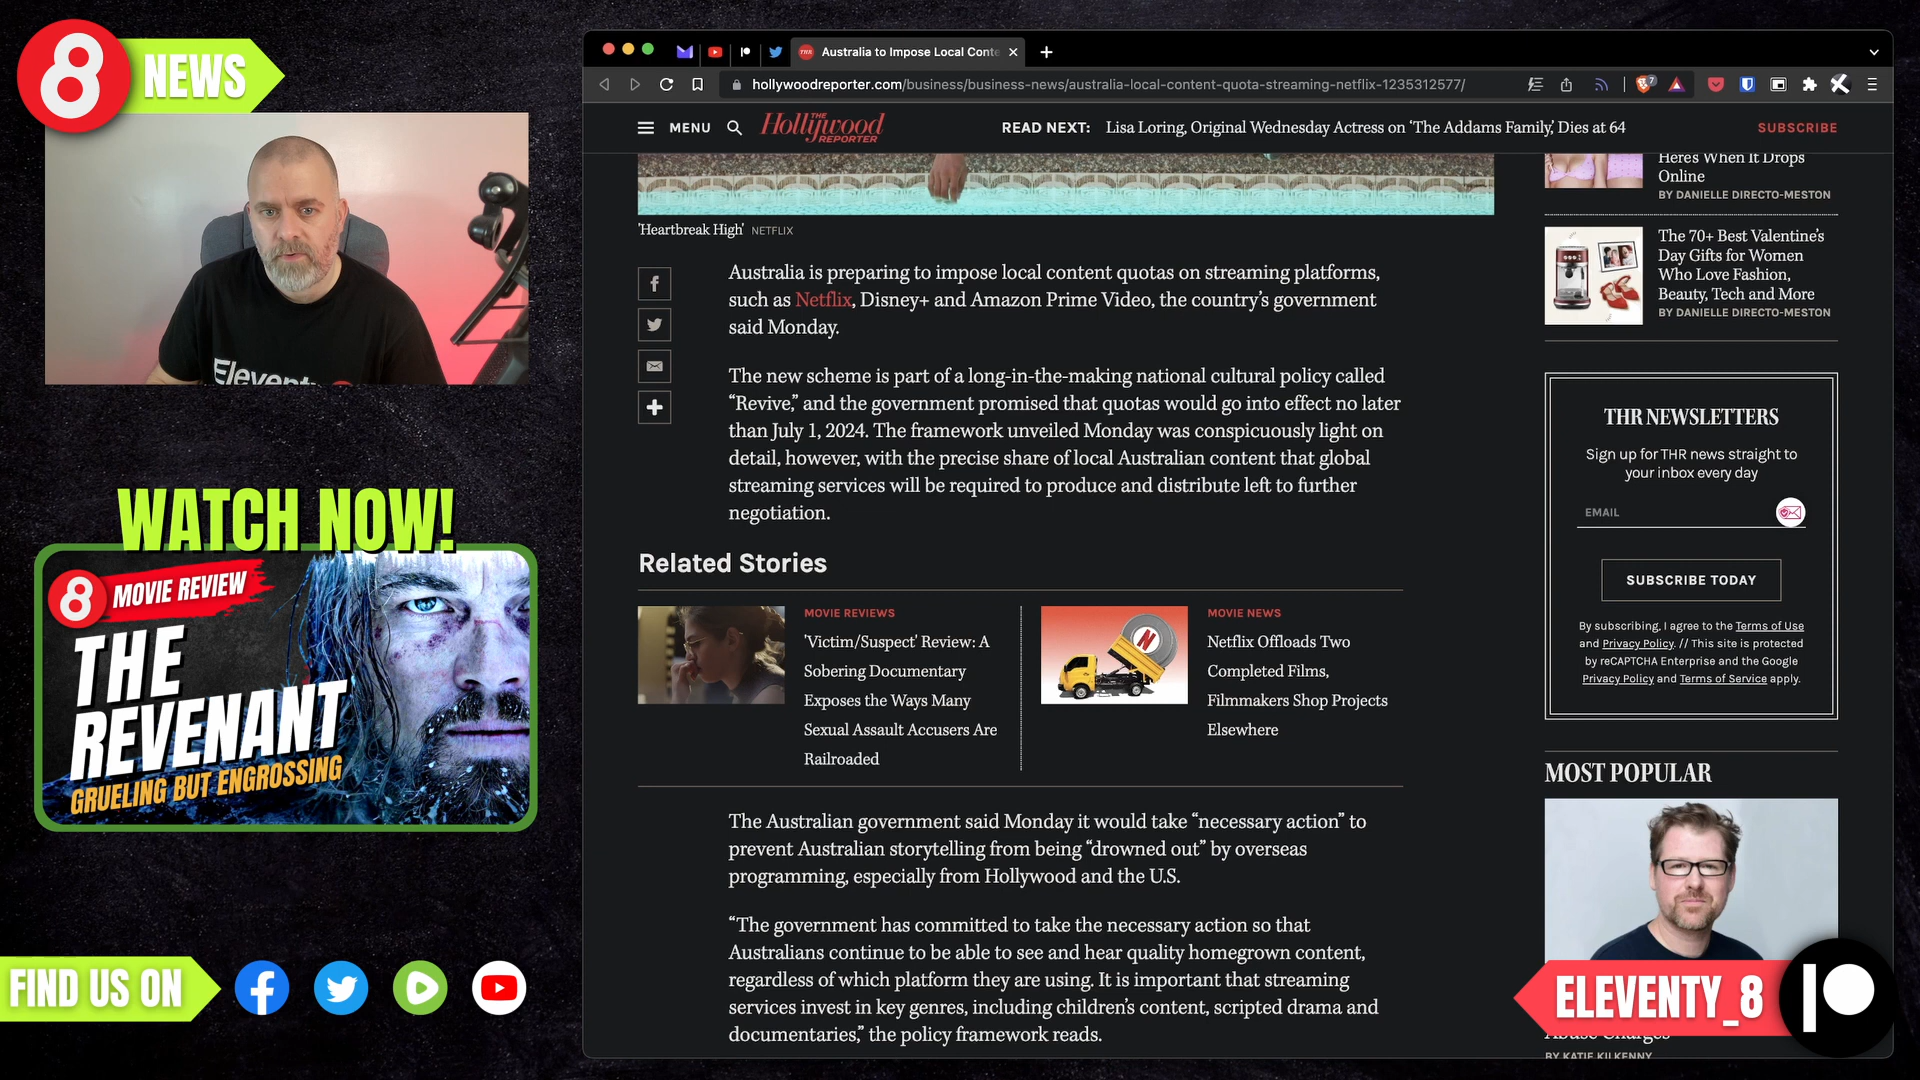 8 NEWS
Eleventy
WATCH NOW!
8 MOVIE REVIEW
THE
REVENANT
GRUELING BUT ENGROSSING
FIND US ON
Australia to Impose Local Conte
hollywoodreporter.com/business/business-news/australia-local-content-quota-streaming-netflix-1235312577/
7
MENU
THE
Hollywood
REPORTER
READ NEXT: Lisa Loring, Original Wednesday Actress on ‘The Addams Family,’ Dies at 64
SUBSCRIBE
'Heartbreak High' NETFLIX
Australia is preparing to impose local content quotas on streaming platforms,
such as Netflix, Disney+ and Amazon Prime Video, the country’s government
said Monday.
The new scheme is part of a long-in-the-making national cultural policy called
“Revive,” and the government promised that quotas would go into effect no later
than July 1, 2024. The framework unveiled Monday was conspicuously light on
detail, however, with the precise share of local Australian content that global
streaming services will be required to produce and distribute left to further
negotiation.
Related Stories
MOVIE REVIEWS
'Victim/Suspect' Review: A
Sobering Documentary
Exposes the Ways Many
Sexual Assault Accusers Are
Railroaded
N
MOVIE NEWS
Netflix Offloads Two
Completed Films,
Filmmakers Shop Projects
Elsewhere
The Australian government said Monday it would take “necessary action” to
prevent Australian storytelling from being “drowned out” by overseas
programming, especially from Hollywood and the U.S.
“The government has committed to take the necessary action so that
Australians continue to be able to see and hear quality homegrown content,
regardless of which platform they are using. It is important that streaming
services invest in key genres, including children’s content, scripted drama and
documentaries,” the policy framework reads.
Here's When It Drops
Online
BY DANIELLE DIRECTO-MESTON
The 70+ Best Valentine’s
Day Gifts for Women
Who Love Fashion,
Beauty, Tech and More
BY DANIELLE DIRECTO-MESTON
THR NEWSLETTERS
Sign up for THR news straight to
your inbox every day
EMAIL
SUBSCRIBE TODAY
By subscribing, I agree to the Terms of Use
and Privacy Policy. // This site is protected
by reCAPTCHA Enterprise and the Google
Privacy Policy and Terms of Service apply.
MOST POPULAR
ELEVENTY_8
Abuse Charges
BY KATIE KILKENNY